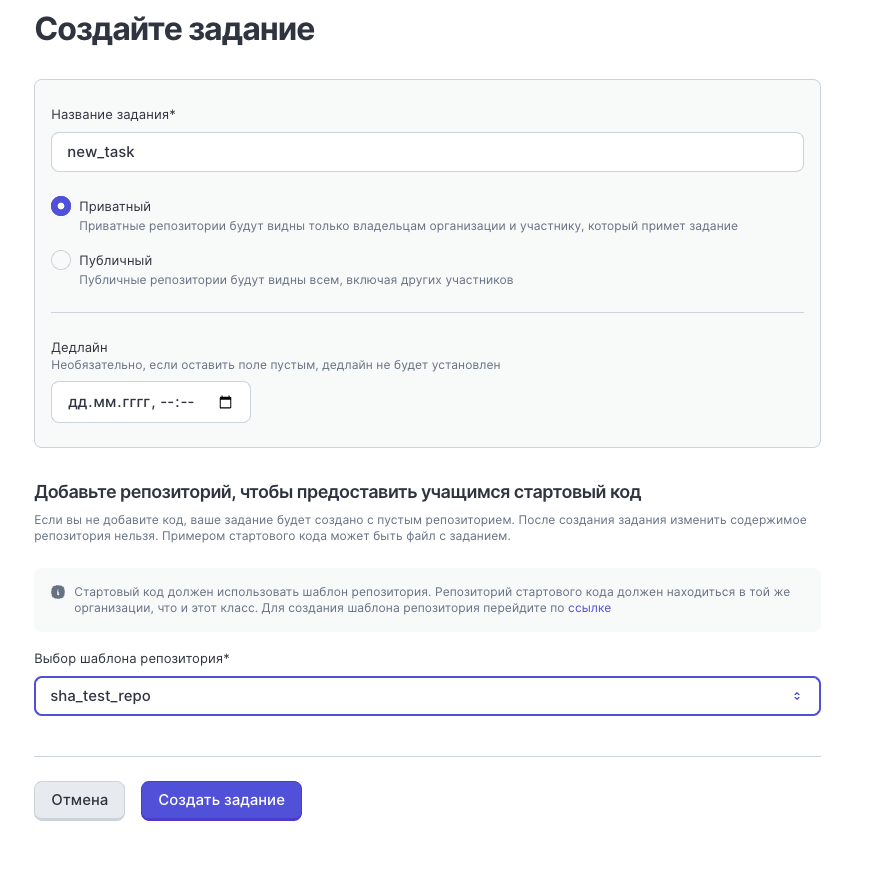 Создайте задание
Название задания*
new_task
Приватный
Приватные репозитории будут видны только владельцам организации и участнику, который примет задание
Публичный
Публичные репозитории будут видны всем, включая других участников
Дедлайн
Необязательно, если оставить поле пустым, дедлайн не будет установлен
дд.мм.гггг, --:--
Добавьте репозиторий, чтобы предоставить учащимся стартовый код
Если вы не добавите код, ваше задание будет создано с пустым репозиторием. После создания задания изменить содержимое
репозитория нельзя. Примером стартового кода может быть файл с заданием.
Стартовый код должен использовать шаблон репозитория. Репозиторий стартового кода должен находиться в той же
организации, что и этот класс. Для создания шаблона репозитория перейдите по ссылке
Выбор шаблона репозитория*
sha_test_repo
Отмена
Создать задание